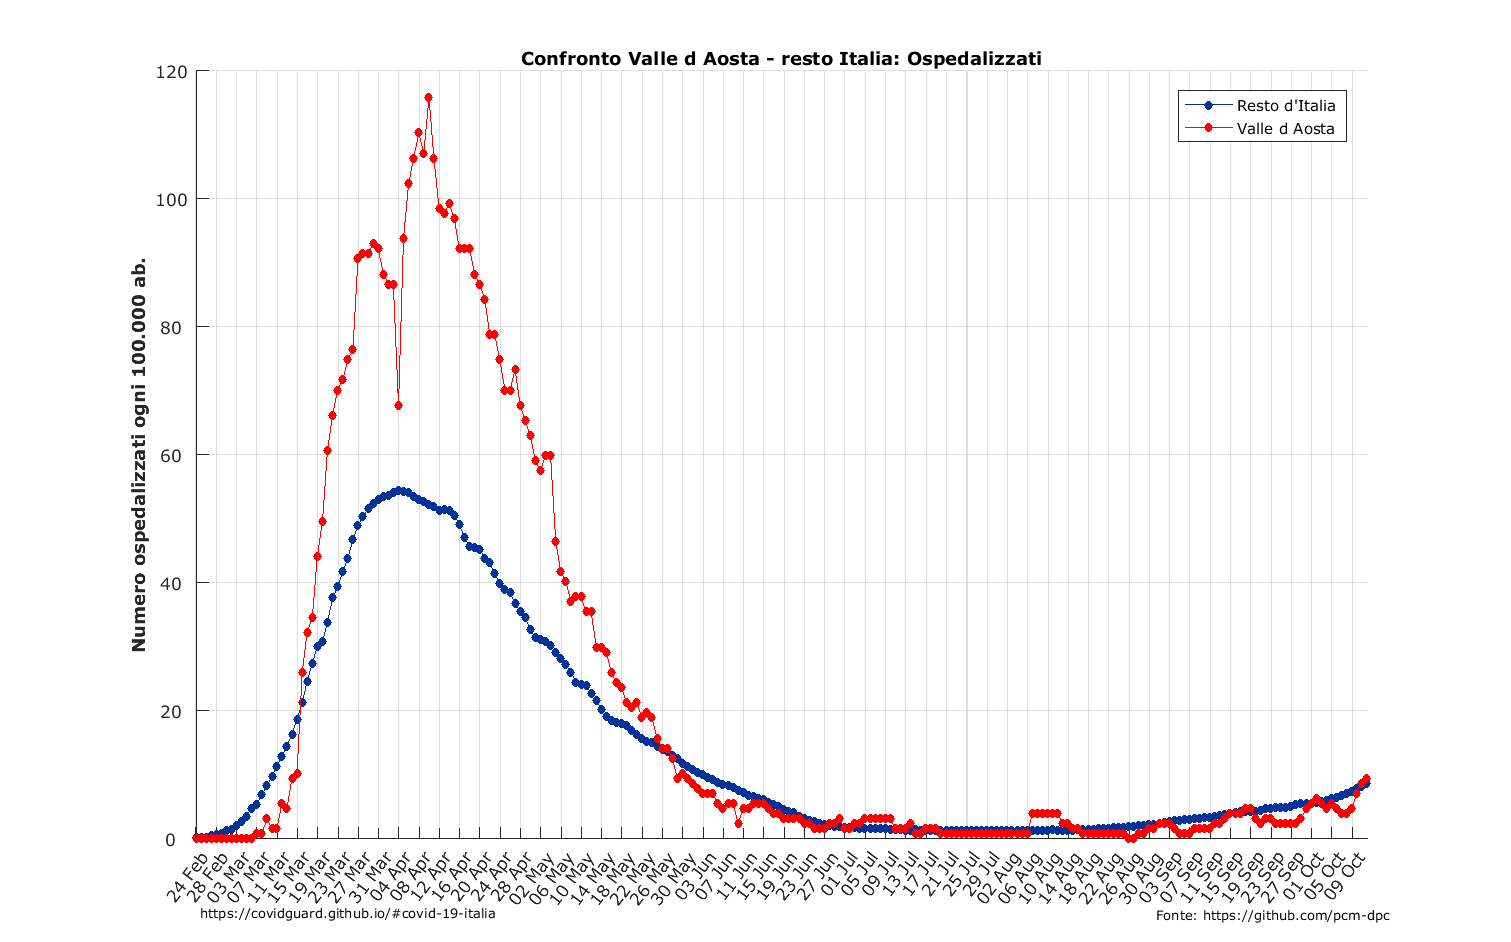 Confronto Valle d Aosta - resto Italia: Ospedalizzati
Numero ospedalizzati ogni 100.000 ab.
120
100
80
60
40
20
0
Resto d'Italia
Valle d Aosta
24 Feb
28 Feb
03 Mar
07 Mar
11 Mar
15 Mar
19 Mar
23 Mar
27 Mar
31 Mar
04 Apr
08 Apr
12 Apr
16 Apr
20 Apr
24 Apr
28 Apr
02 May
06 May
10 May
14 May
18 May
22 May
26 May
30 May
03 Jun
07 Jun
11 Jun
15 Jun
19 Jun
23 Jun
27 Jun
01 Jul
05 Jul
09 Jul
13 Jul
17 Jul
21 Jul
25 Jul
29 Jul
02 Aug
06 Aug
10 Aug
14 Aug
18 Aug
22 Aug
26 Aug
30 Aug
03 Sep
07 Sep
11 Sep
15 Sep
19 Sep
23 Sep
27 Sep
01 Oct
05 Oct
09 Oct
https://covidguard.github.io/#covid-19-italia
Fonte: https://github.com/pcm-dpc